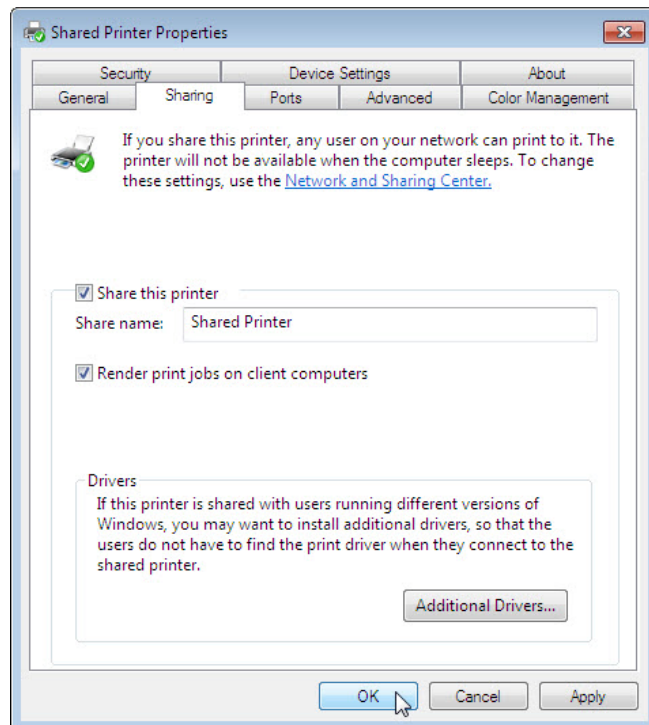 Shared Printer Properties
Security Device Settings About
General Sharing Ports Advanced Color Management
If you share this printer, any user on your network can print to it. The
printer will not be available when the computer sleeps. To change
these settings, use the Network and Sharing Center.
Share this printer
Share name: Shared Printer
Render print jobs on client computers
Drivers
If this printer is shared with users running different versions of
Windows, you may want to install additional drivers, so that the
users do not have to find the print driver when they connect to the
shared printer.
Additional Drivers...
OK Cancel Apply